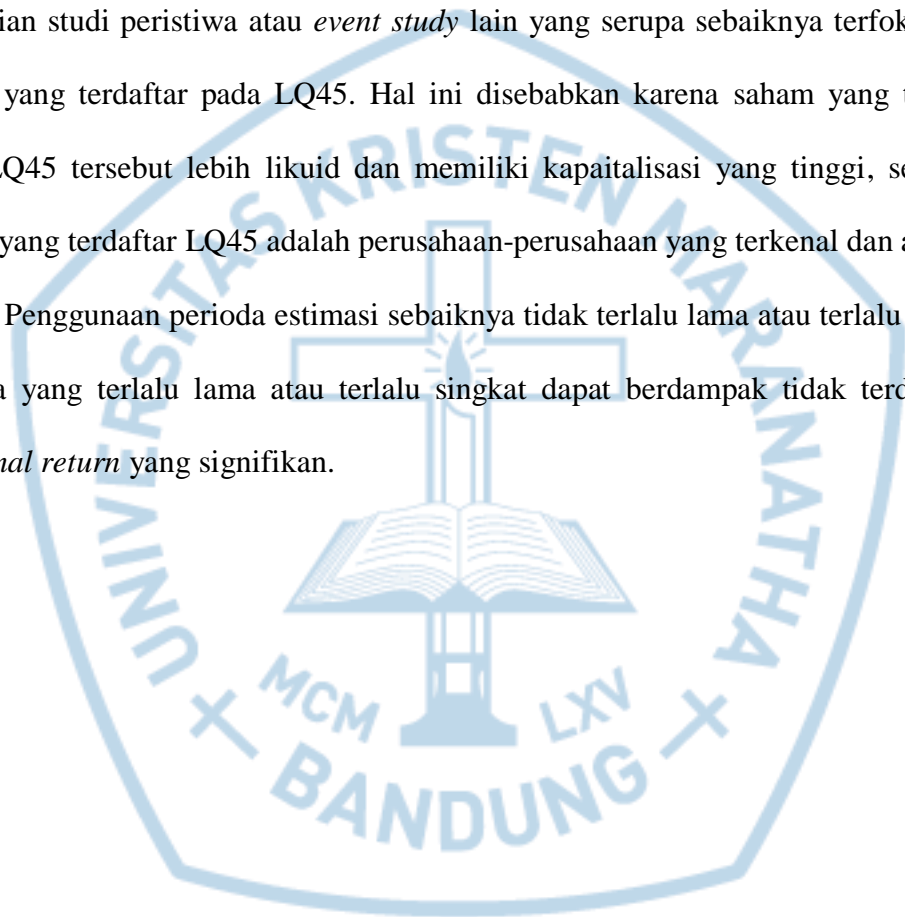 ian studi peristiwa atau event study lain yang serupa sebaiknya terfok
yang terdaftar pada LQ45. Hal ini disebabkan karena saham yang t
Q45 tersebut lebih likuid dan memiliki kapaitalisasi yang tinggi, se
yang terdaftar LQ45 adalah perusahaan-perusahaan yang terkenal dan a
Penggunaan perioda estimasi sebaiknya tidak terlalu lama atau terlalu
a yang terlalu lama atau terlalu singkat dapat berdampak tidak terd
nal return yang signifikan.
UNIVERSITAS KRISTEN MARANATHA
MCM LXV
BANDUNG